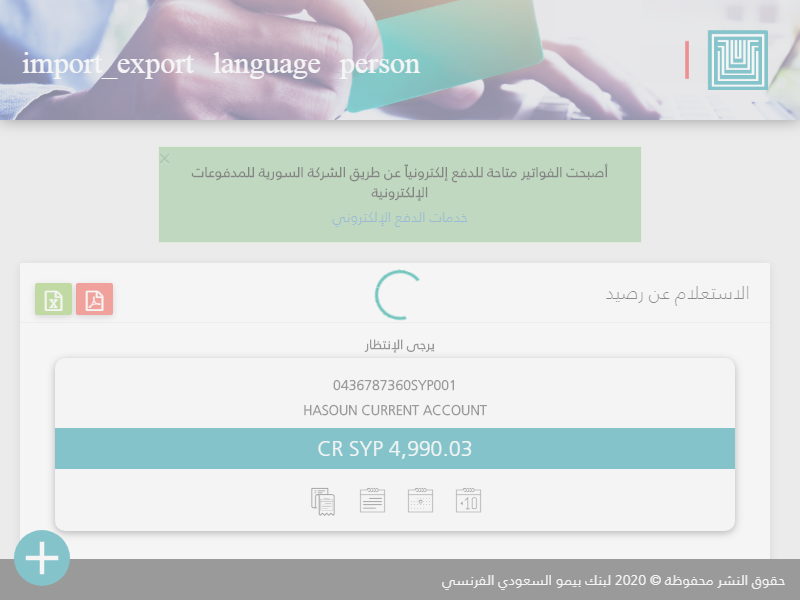 import_export language person
أصبحت الفواتير متاحة للدفع إلكترونياً عن طريق الشركة السورية للمدفوعات
الإلكترونية
خدمات الدفع الإلكتروني
الاستعلام عن رصيد
يرجى الإنتظار
0436787360SYP001
HASOUN CURRENT ACCOUNT
CR SYP 4,990.03
+10
حقوق النشر محفوظة © 2020 لبنك بيمو السعودي الفرنسي